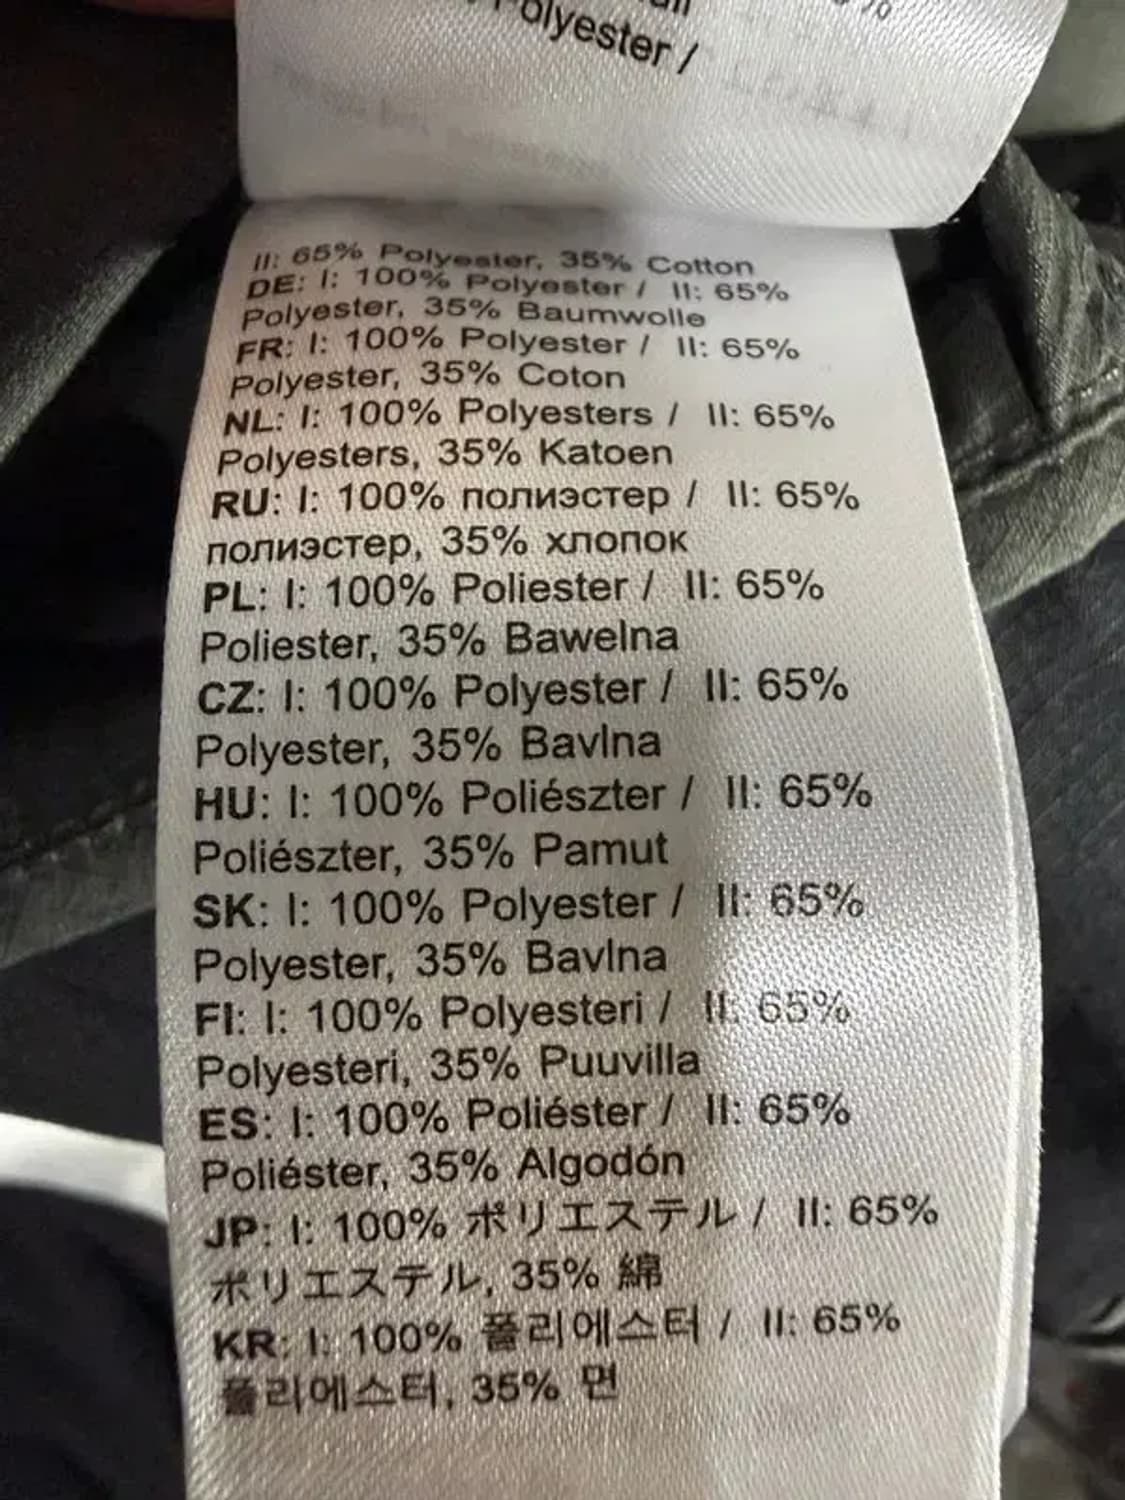 Polyester /
II: 65% Polyester, 35% Cotton
DE: I: 100% Polyester / II: 65%
Polyester, 35% Baumwolle
FR: I: 100% Polyester / II: 65%
Polyester, 35% Coton
NL: I: 100% Polyesters / II: 65%
Polyesters, 35% Katoen
RU: I: 100% полиэстер / II: 65%
полиэстер, 35% хлопок
PL: I: 100% Poliester / II: 65%
Poliester, 35% Bawelna
CZ: I: 100% Polyester / II: 65%
Polyester, 35% Bavlna
HU: I: 100% Poliészter / II: 65%
Poliészter, 35% Pamut
SK: I: 100% Polyester / II: 65%
Polyester, 35% Bavlna
FI: I: 100% Polyesteri / II: 65%
Polyesteri, 35% Puuvilla
ES: I: 100% Poliéster / II: 65%
Poliéster, 35% Algodón
JP: I: 100% ポリエステル / II: 65%
ポリエステル, 35% 綿
KR: I: 100% 폴리에스터 / II: 65%
폴리에스터, 35% 면